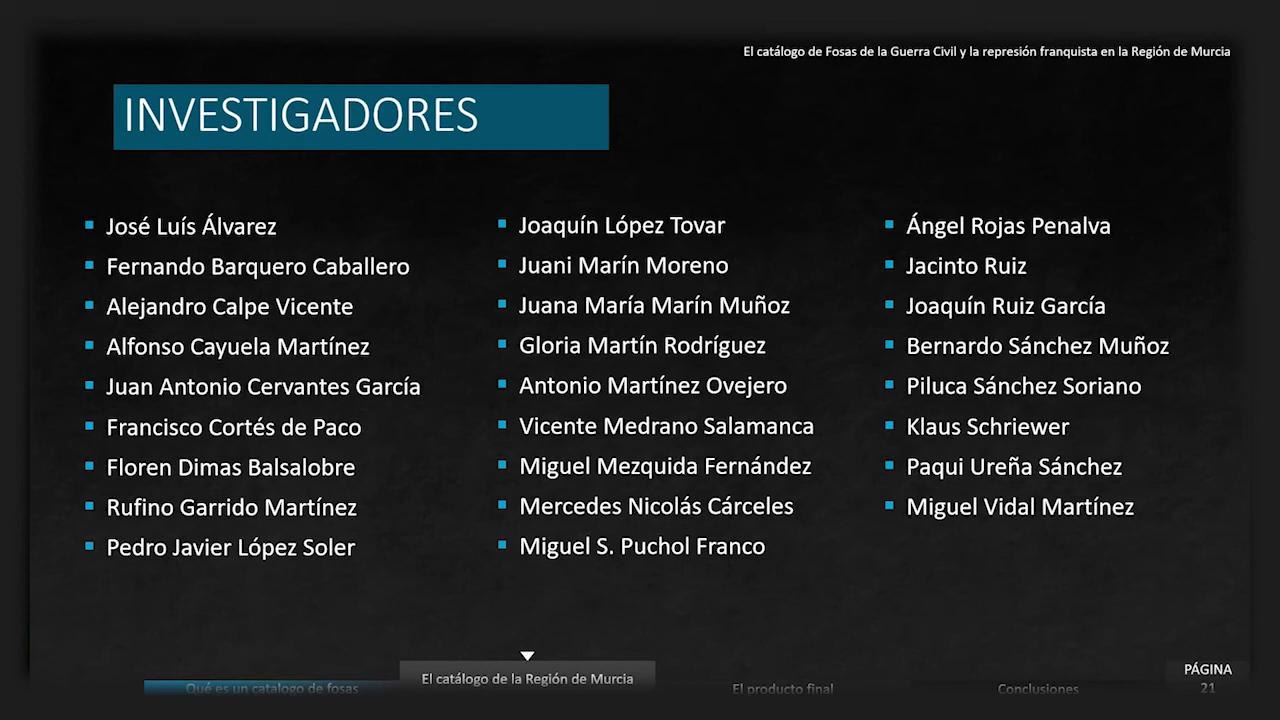 El catálogo de Fosas de la Guerra Civil y la represión franquista en la Región de Murcia
INVESTIGADORES
José Luís Álvarez
Fernando Barquero Caballero
Alejandro Calpe Vicente
Alfonso Cayuela Martínez
Juan Antonio Cervantes García
Francisco Cortés de Paco
Floren Dimas Balsalobre
Rufino Garrido Martínez
Pedro Javier López Soler
Joaquín López Tovar
Juani Marín Moreno
Juana María Marín Muñoz
Gloria Martín Rodríguez
Antonio Martínez Ovejero
Vicente Medrano Salamanca
Miguel Mezquida Fernández
Mercedes Nicolás Cárceles
Miguel S. Puchol Franco
Ángel Rojas Penalva
Jacinto Ruiz
Joaquín Ruiz García
Bernardo Sánchez Muñoz
Piluca Sánchez Soriano
Klaus Schriewer
Paqui Ureña Sánchez
Miguel Vidal Martínez
Qué es un catalogo de fosas
El catálogo de la Región de Murcia
El producto final
Conclusiones
PÁGINA
21